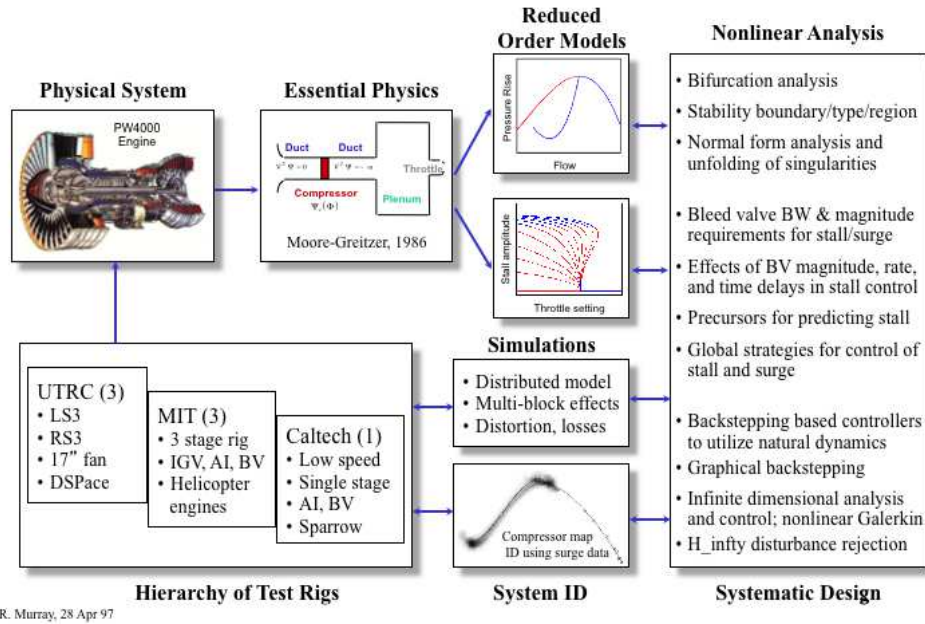 Physical System
PW4000
Engine
Essential Physics
Duct
Duct
Throttle
Compressor
Ψc(Φ)
Plenum
Moore-Greitzer, 1986
Reduced
Order Models
Pressure Rise
Flow
Stall amplitude
Throttle setting
Nonlinear Analysis
• Bifurcation analysis
• Stability boundary/type/region
• Normal form analysis and
unfolding of singularities
• Bleed valve BW & magnitude
requirements for stall/surge
• Effects of BV magnitude, rate,
and time delays in stall control
• Precursors for predicting stall
• Global strategies for control of
stall and surge
• Backstepping based controllers
to utilize natural dynamics
• Graphical backstepping
• Infinite dimensional analysis
and control; nonlinear Galerkin
• H_infty disturbance rejection
Systematic Design
Simulations
• Distributed model
• Multi-block effects
• Distortion, losses
Compressor map
ID using surge data
System ID
UTRC (3)
• LS3
• RS3
• 17” fan
• DSPace
MIT (3)
• 3 stage rig
• IGV, AI, BV
• Helicopter
engines
Caltech (1)
• Low speed
• Single stage
• AI, BV
• Sparrow
Hierarchy of Test Rigs
R. Murray, 28 Apr 97